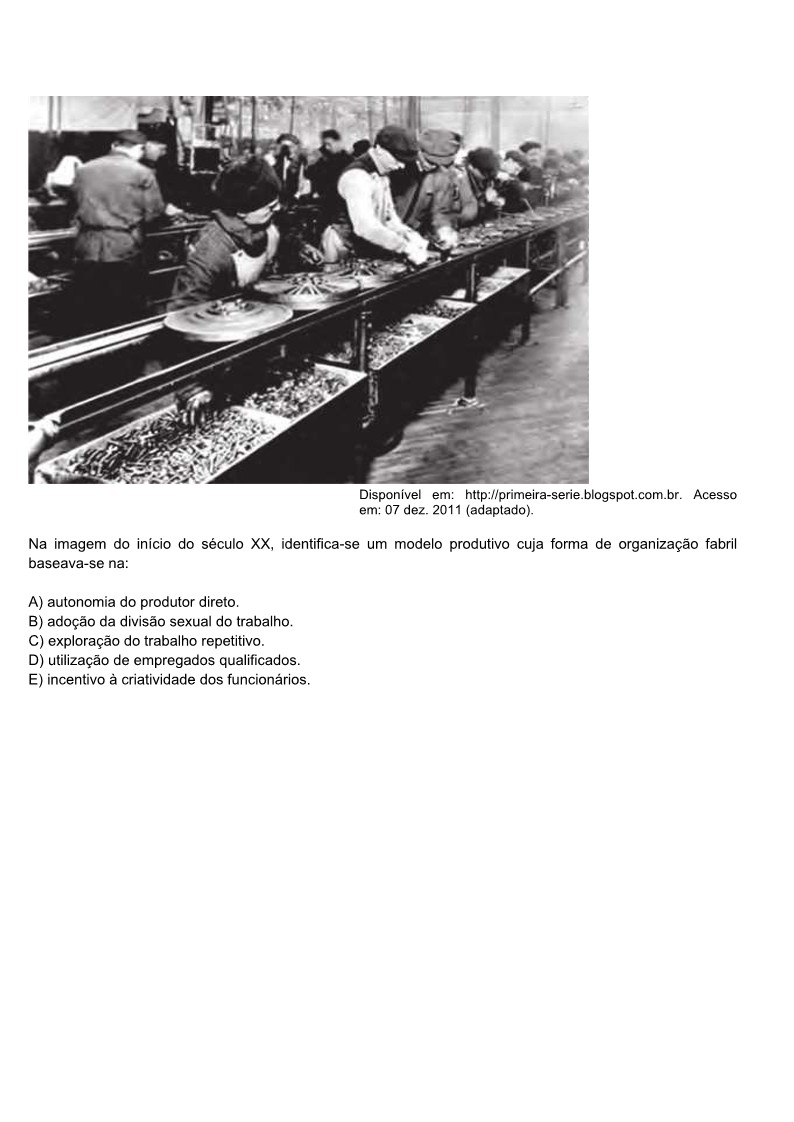 Disponível em: http://primeira-serie.blogspot.com.br. Acesso
em: 07 dez. 2011 (adaptado).
Na imagem do início do século XX, identifica-se um modelo produtivo cuja forma de organização fabril
baseava-se na:
A) autonomia do produtor direto.
B) adoção da divisão sexual do trabalho.
C) exploração do trabalho repetitivo.
D) utilização de empregados qualificados.
E) incentivo à criatividade dos funcionários.